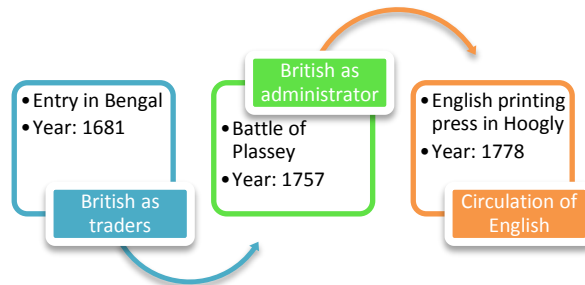 • Entry in Bengal
• Year: 1681
British as
traders
British as
administrator
• Battle of
Plassey
• Year: 1757
• English printing
press in Hoogly
• Year: 1778
Circulation of
English